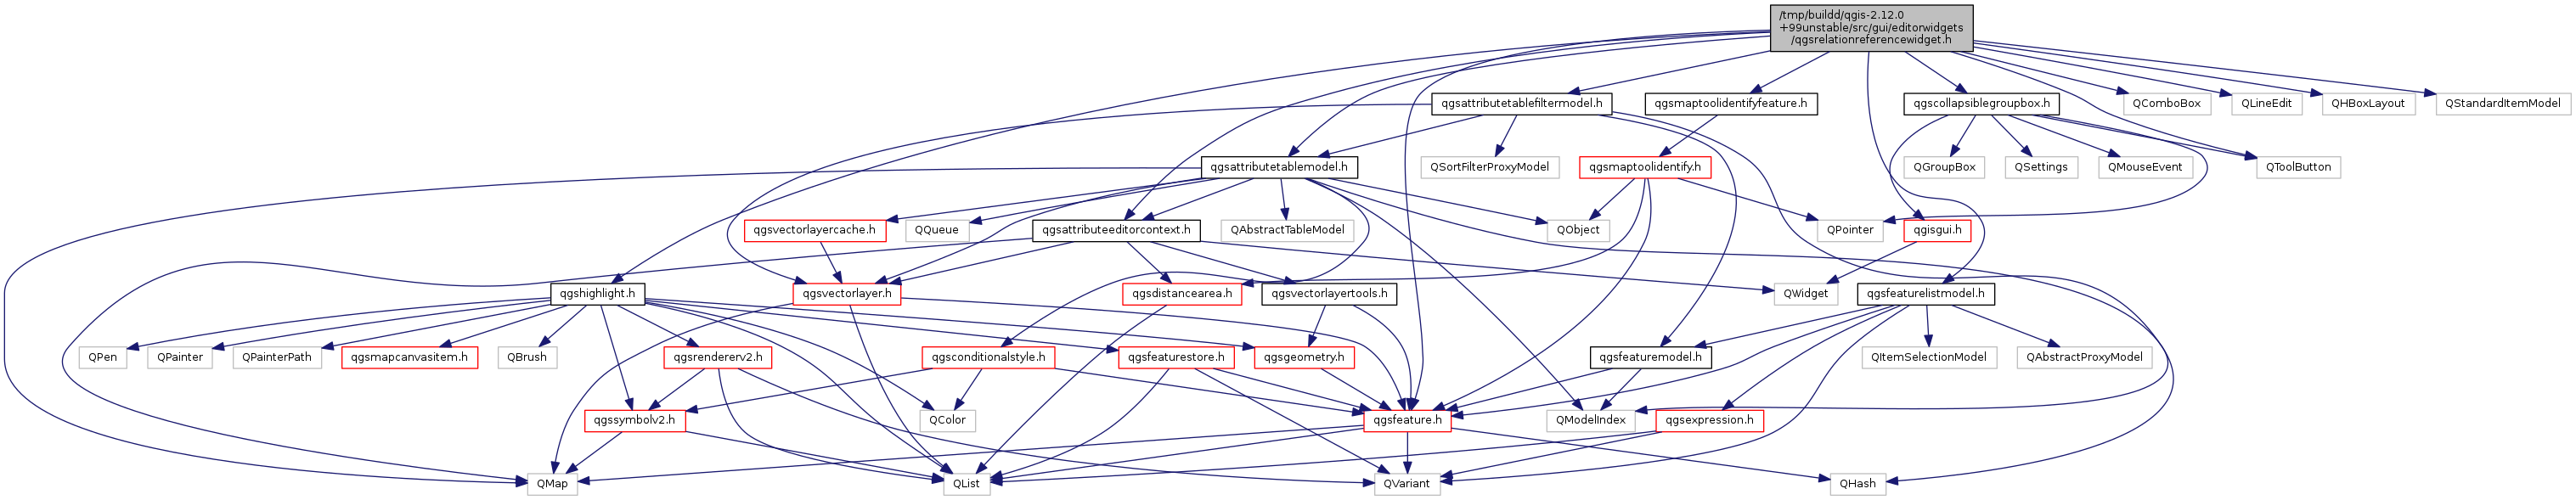 /tmp/buildd/qgis-2.12.0
+99unstable/src/gui/editorwidgets
/qgsrelationreferencewidget.h
qgsattributetablefiltermodel.h
qgsmaptoolidentifyfeature.h
qgscollapsiblegroupbox.h
QComboBox
QLineEdit
QHBoxLayout
QStandardItemModel
qgsattributetablemodel.h
QSortFilterProxyModel
qgsmaptoolidentify.h
QGroupBox
QSettings
QMouseEvent
QToolButton
qgsvectorlayercache.h
QQueue
qgsattributeeditorcontext.h
QAbstractTableModel
QObject
QPointer
qgisgui.h
qgshighlight.h
qgsvectorlayer.h
qgsdistancearea.h
qgsvectorlayertools.h
QWidget
qgsfeaturelistmodel.h
QPen
QPainter
QPainterPath
qgsmapcanvasitem.h
QBrush
qgsrendererv2.h
qgsconditionalstyle.h
qgsfeaturestore.h
qgsgeometry.h
qgsfeaturemodel.h
QItemSelectionModel
QAbstractProxyModel
qgssymbolv2.h
QColor
qgsfeature.h
QModelIndex
qgsexpression.h
QMap
QList
QVariant
QHash